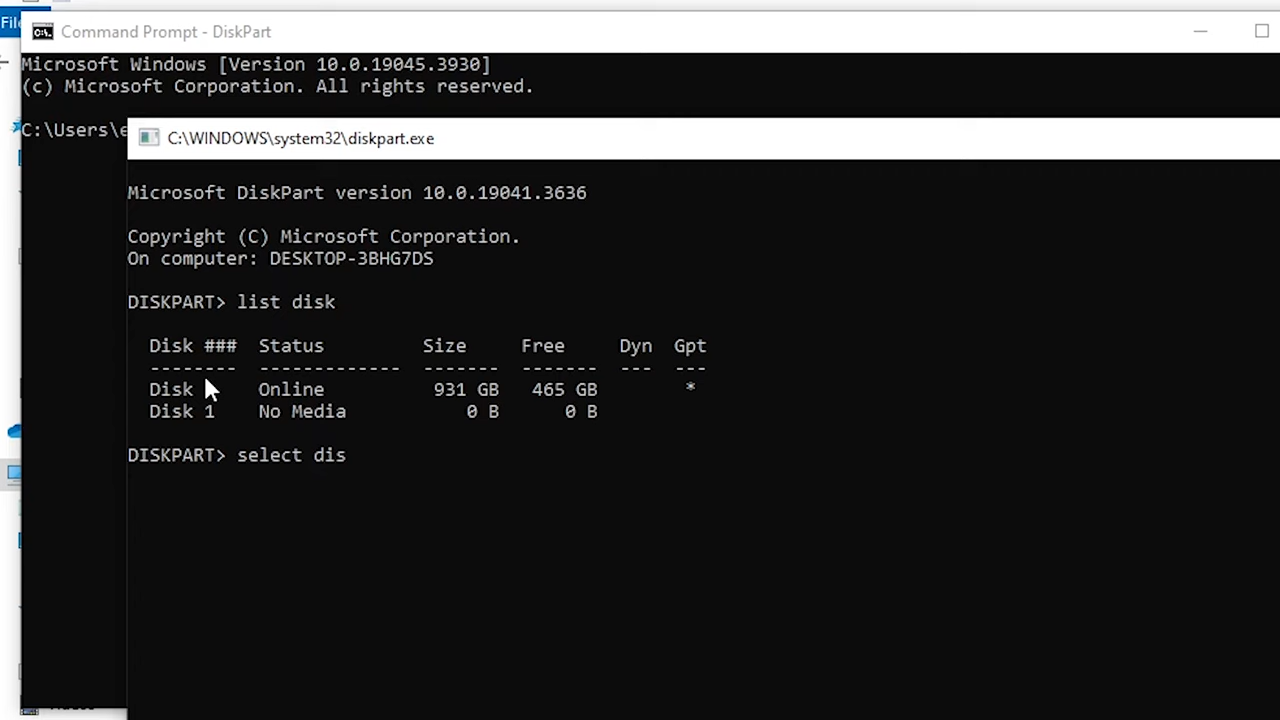 File
Command Prompt - DiskPart
Microsoft Windows [Version 10.0.19045.3930]
(c) Microsoft Corporation. All rights reserved.
C:\Users\e
C:\WINDOWS\system32\diskpart.exe
Microsoft DiskPart version 10.0.19041.3636
Copyright (C) Microsoft Corporation.
On computer: DESKTOP-3BHG7DS
DISKPART> list disk
Disk ### Status Size Free Dyn Gpt
-------- ------------- ------- ------- --- ---
Disk Online 931 GB 465 GB *
Disk 1 No Media 0 B 0 B
DISKPART> select dis